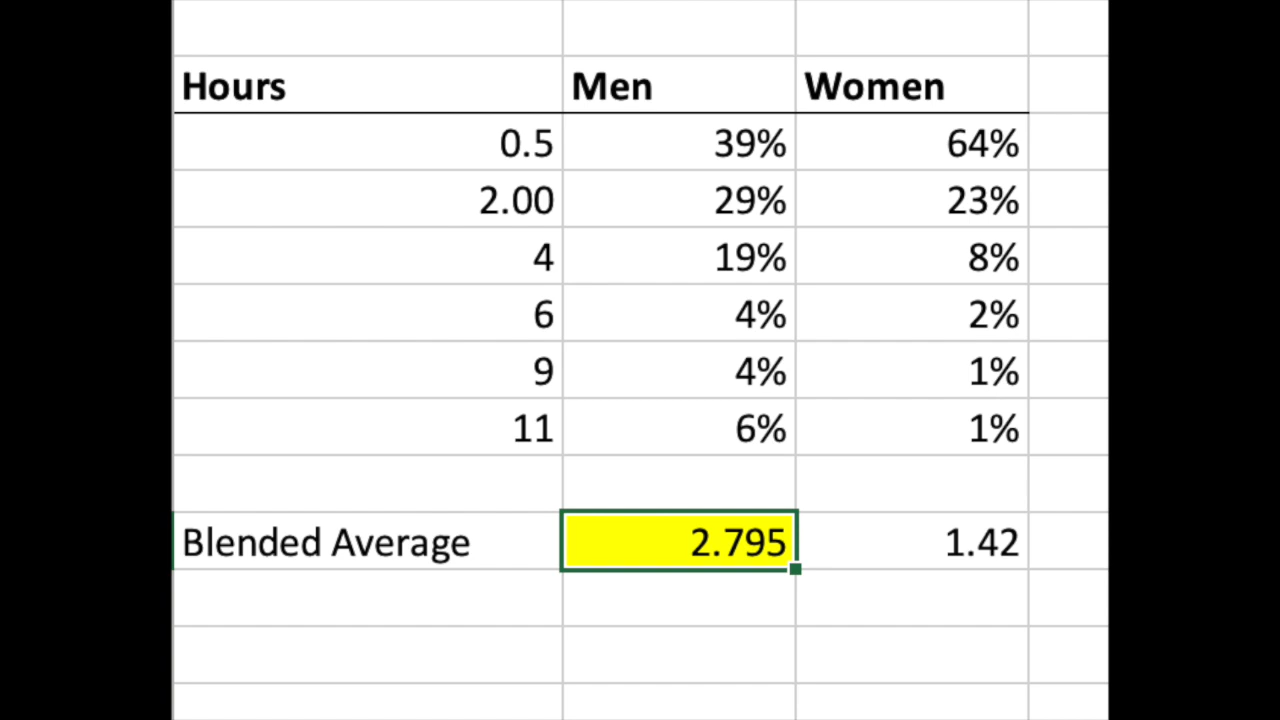 Hours Men Women
0.5 39% 64%
2.00 29% 23%
4 19% 8%
6 4% 2%
9 4% 1%
11 6% 1%
Blended Average 2.795 1.42